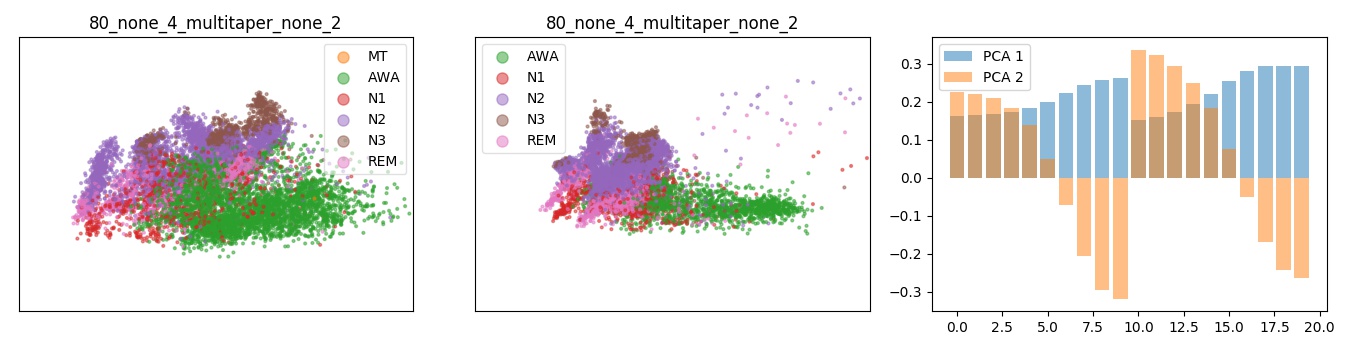 80_none_4_multitaper_none_2
MT
AWA
N1
N2
N3
REM
80_none_4_multitaper_none_2
AWA
N1
N2
N3
REM
PCA 1
PCA 2
0.3
0.2
0.1
0.0
−0.1
−0.2
−0.3
0.0 2.5 5.0 7.5 10.0 12.5 15.0 17.5 20.0